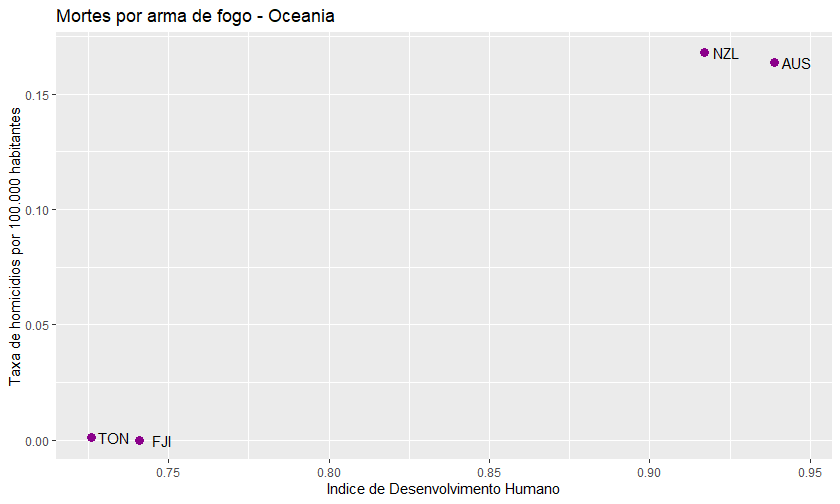 Mortes por arma de fogo - Oceania
Taxa de homicídios por 100.000 habitantes
0.15
0.10
0.05
0.00
NZL
AUS
TON
FJI
0.75
0.80
0.85
0.90
0.95
Indice de Desenvolvimento Humano